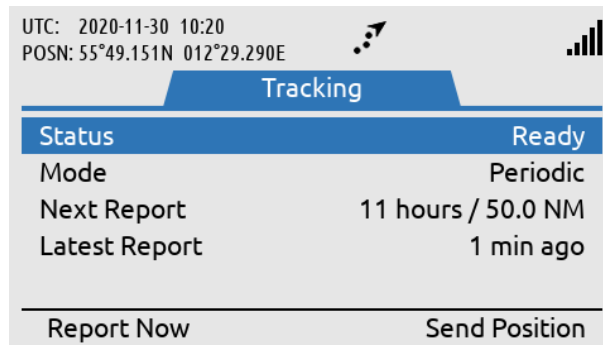 UTC: 2020-11-30 10:20
POSN: 55°49.151N 012°29.290E
Tracking
Status Ready
Mode Periodic
Next Report 11 hours / 50.0 NM
Latest Report 1 min ago
Report Now Send Position